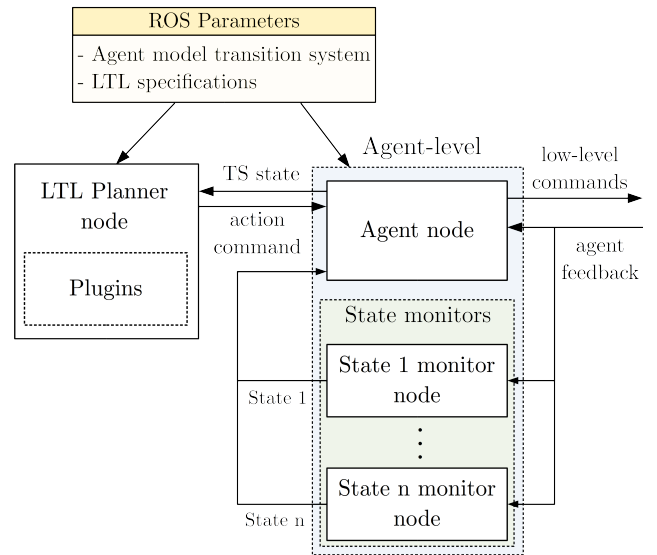 ROS Parameters
- Agent model transition system
- LTL specifications
Agent-level
low-level
commands
LTL Planner
node
TS state
action
command
Agent node
agent
feedback
Plugins
State monitors
State 1 monitor
node
State 1
State n monitor
node
State n